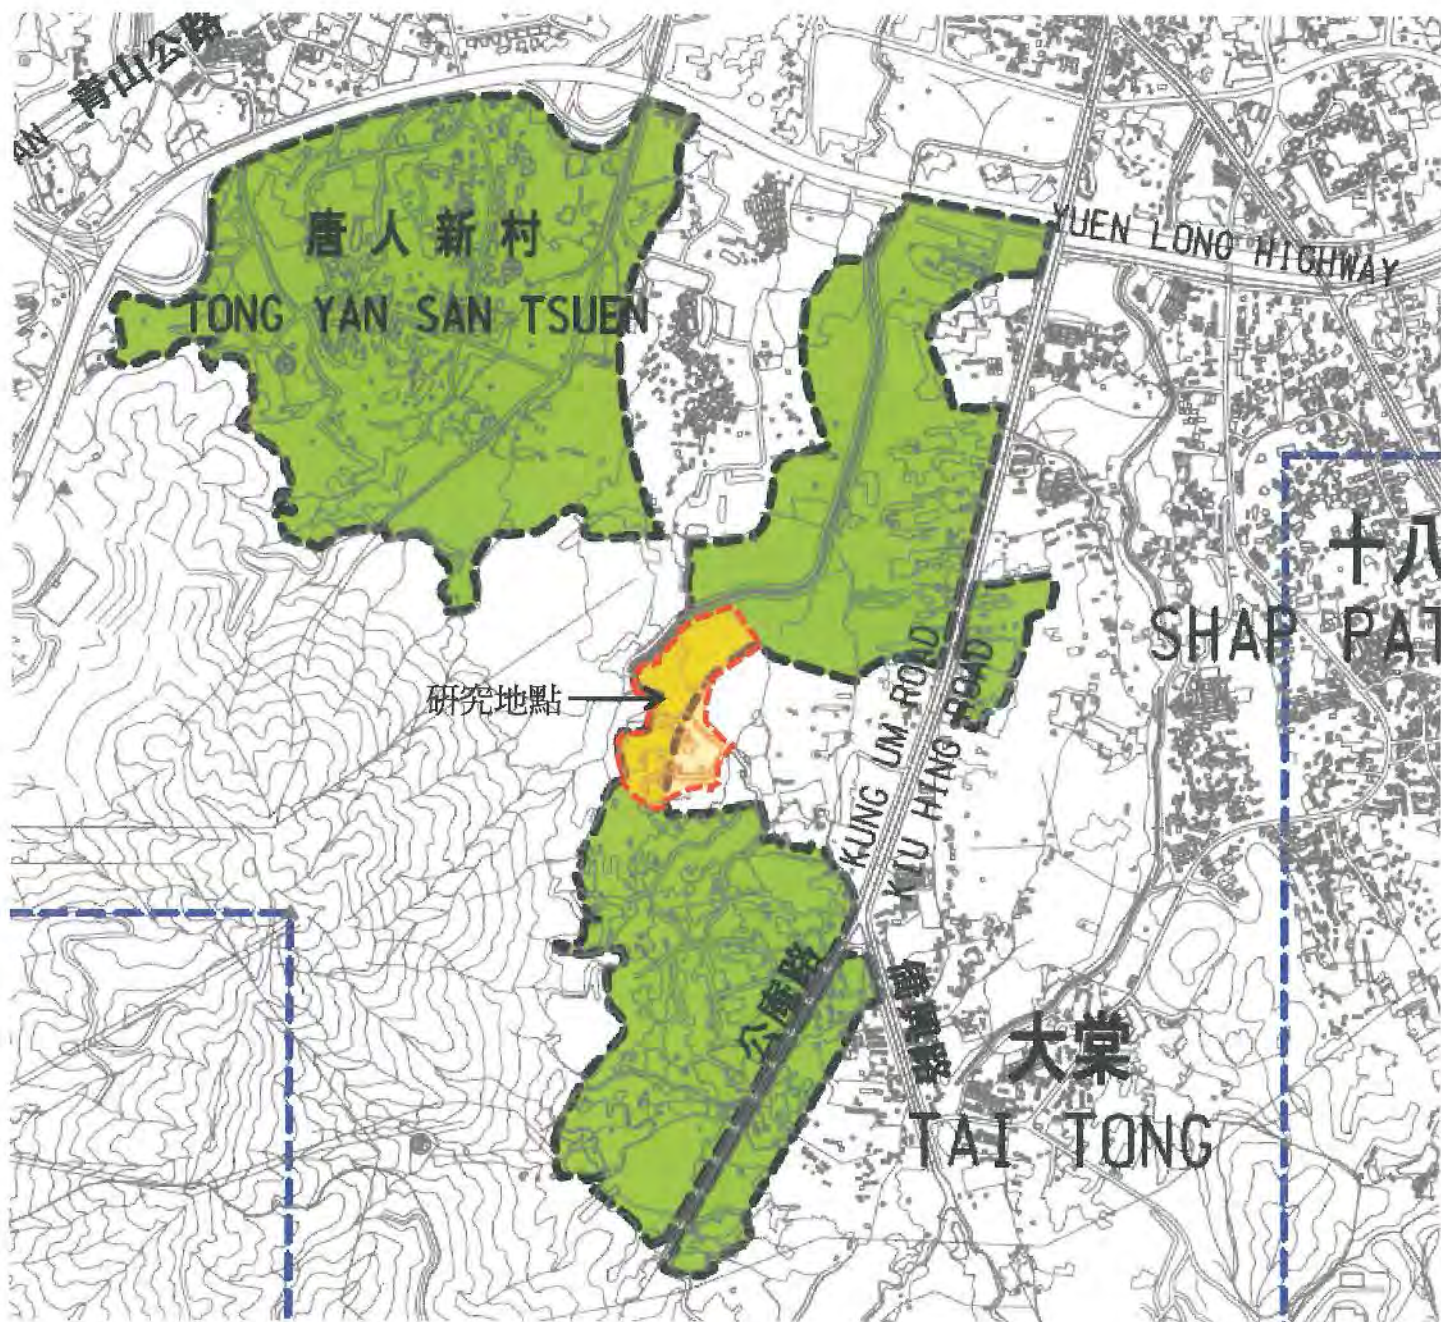 青山公路
AN
唐人新村
TONG YAN SAN TSUEN
YUEN LONG HIGHWAY
十八
SHAP PAT
研究地點
KUNG UM ROAD
KIU HING ROAD
公庵路
僑興路
大棠
TAI TONG